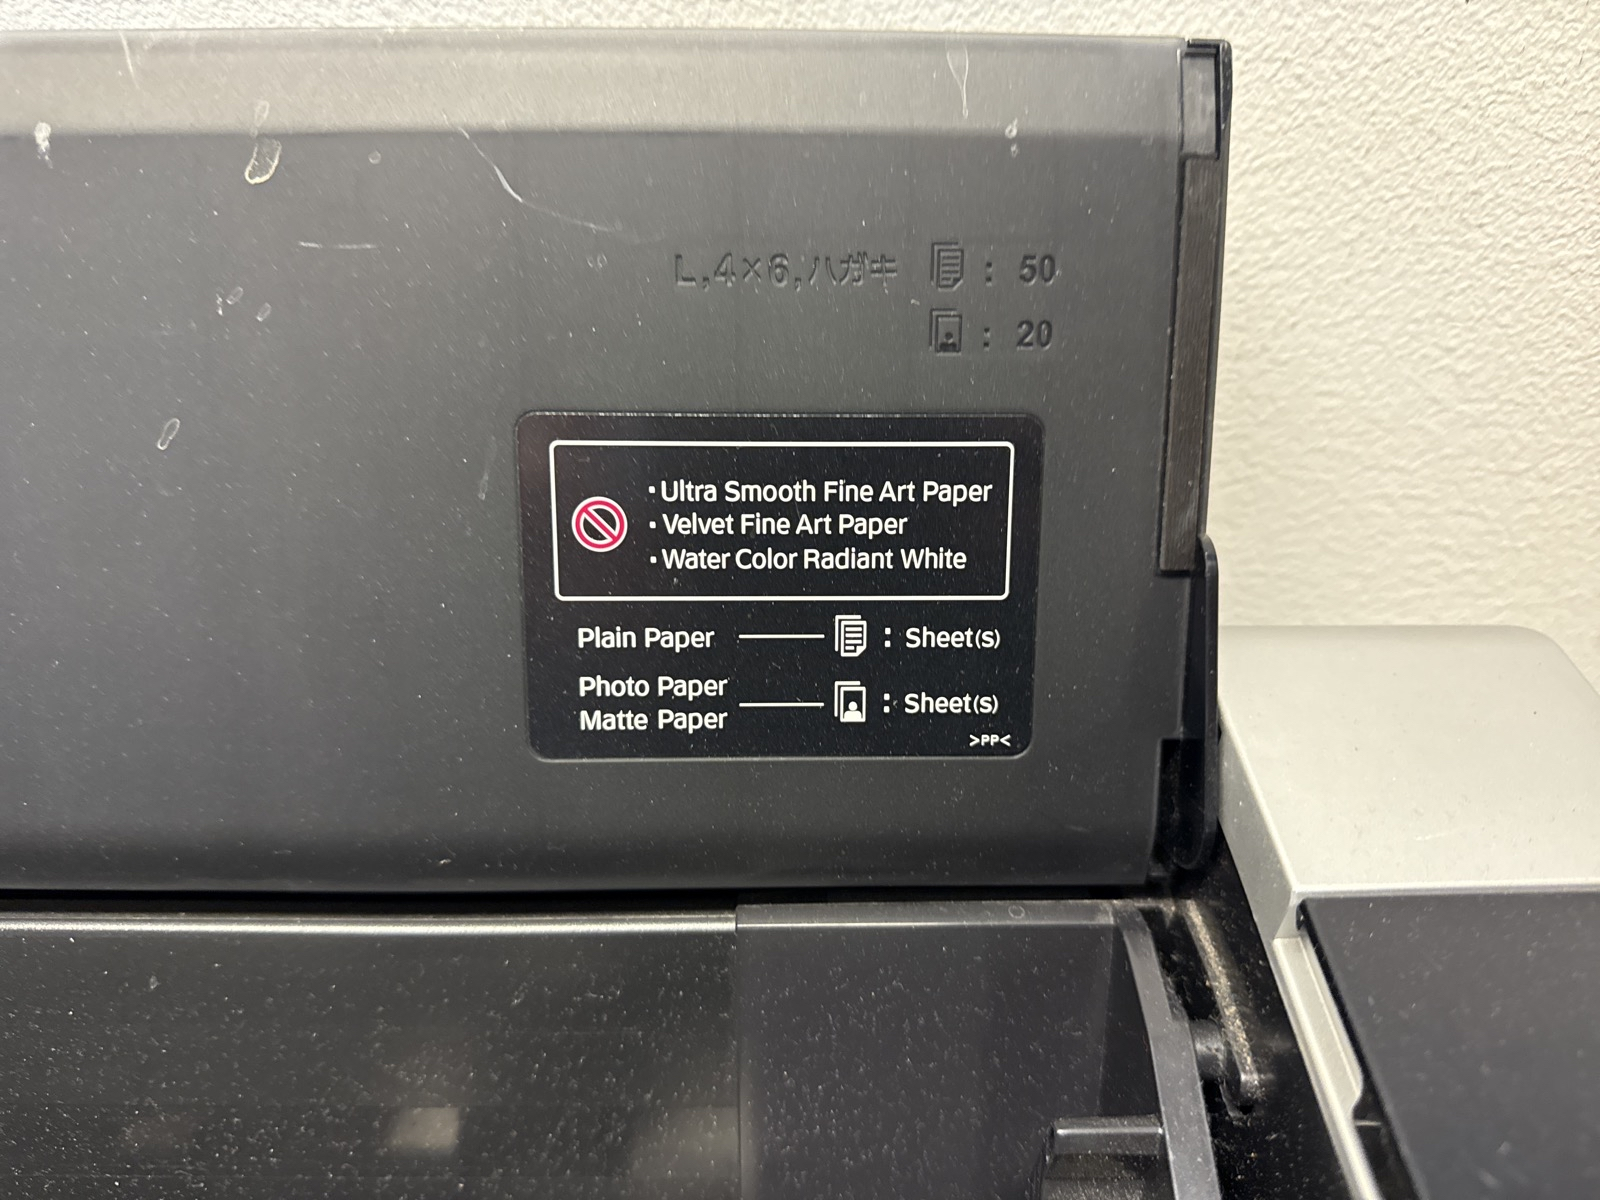 L,4×6,ハガキ : 50
: 20
・Ultra Smooth Fine Art Paper
・Velvet Fine Art Paper
・Water Color Radiant White
Plain Paper : Sheet(s)
Photo Paper
Matte Paper : Sheet(s)
>PP<